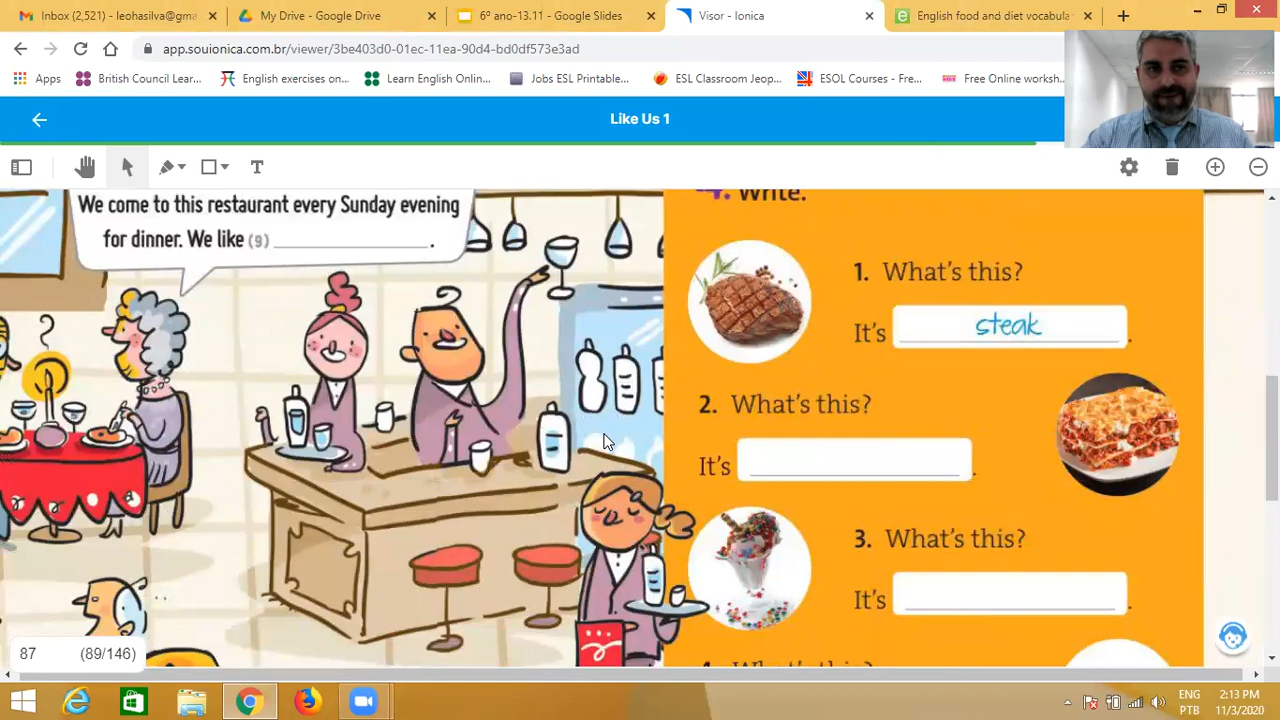 Inbox (2,521) - leohasilva@gma
My Drive - Google Drive
6º ano-13.11 - Google Slides
Visor - Ionica
English food and diet vocabula
app.souionica.com.br/viewer/3be403d0-01ec-11ea-90d4-bd0df573e3ad
Apps
British Council Lear...
English exercises on...
Learn English Onlin...
Jobs ESL Printable...
ESL Classroom Jeop...
ESOL Courses - Fre...
Free Online worksh...
Like Us 1
T
We come to this restaurant every Sunday evening
for dinner. We like (9) ____________ .
4. Write.
1. What's this?
It's steak .
2. What's this?
It's ____________ .
3. What's this?
It's ____________ .
4. What's this?
87 (89/146)
ENG
PTB
2:13 PM
11/3/2020